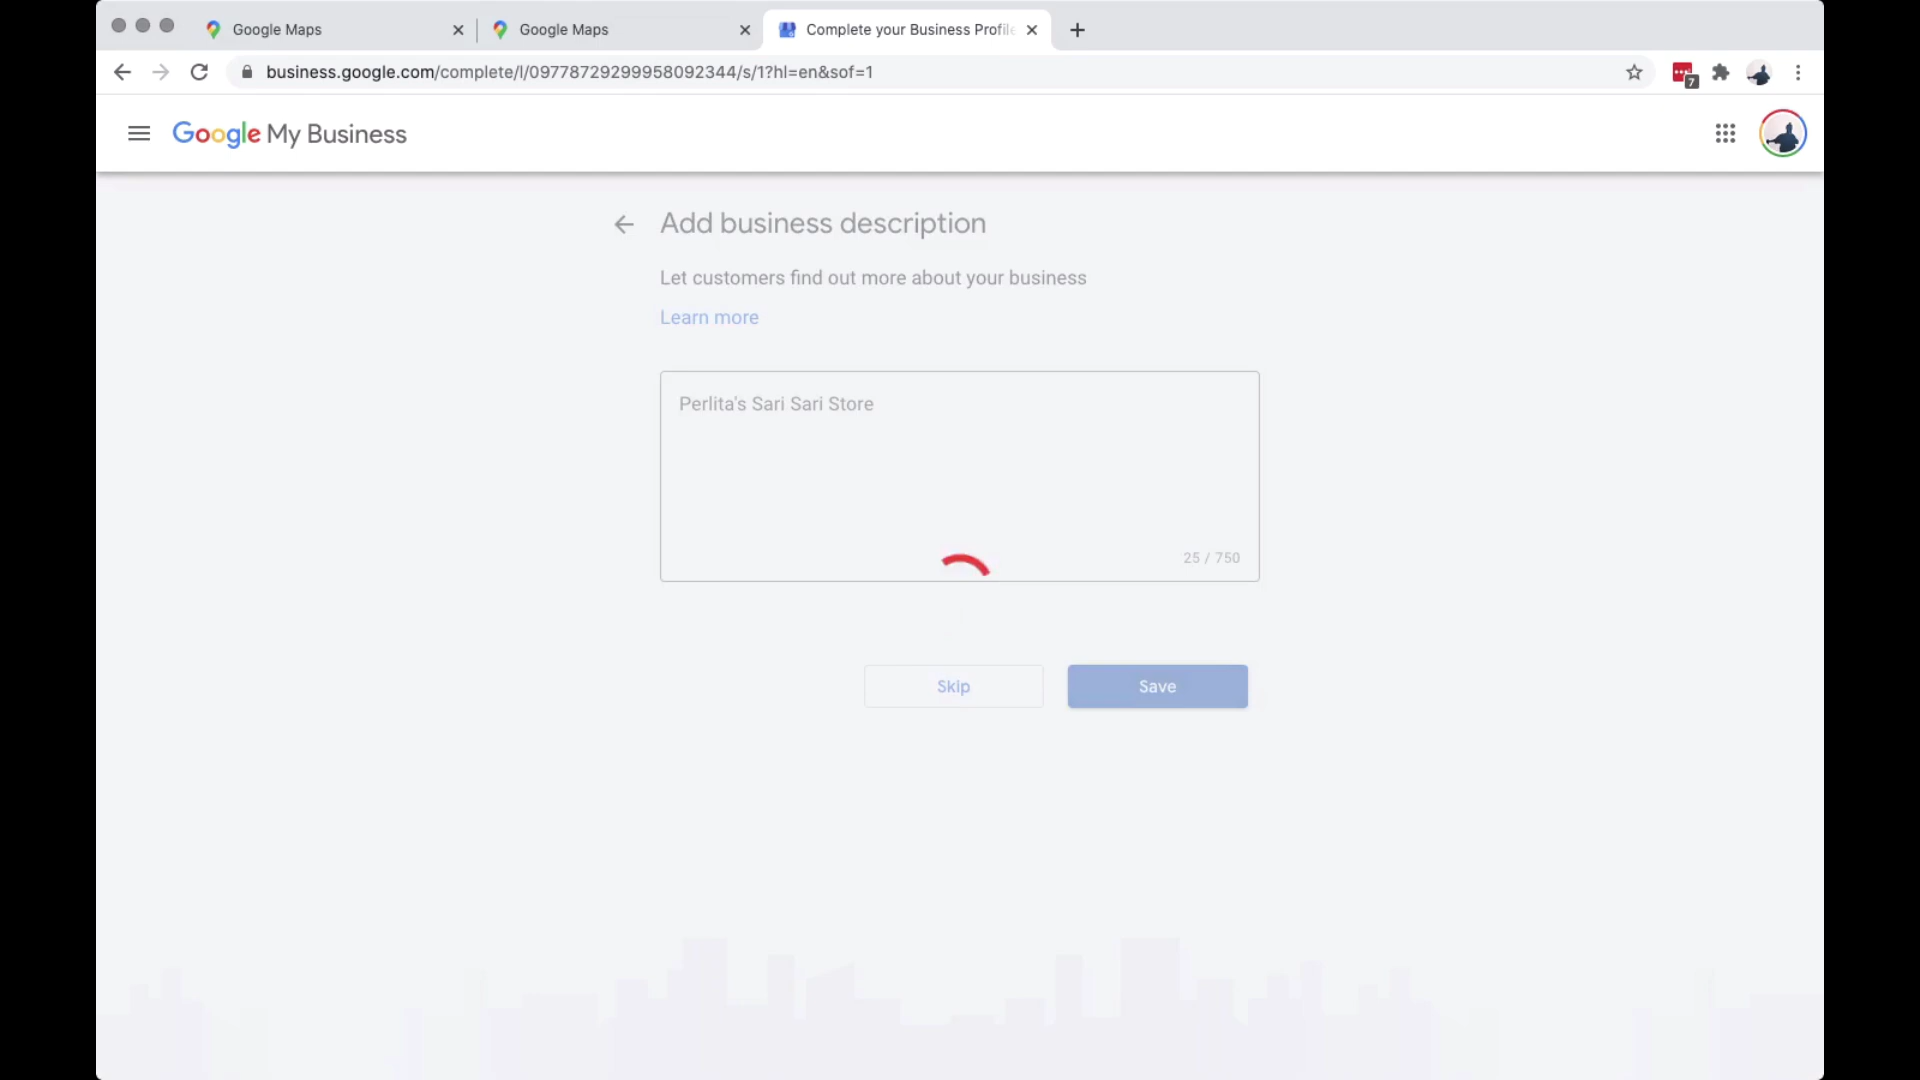 Google Maps
Google Maps
Complete your Business Profile
business.google.com/complete/l/09778729299958092344/s/1?hl=en&sof=1
7
Google My Business
Add business description
Let customers find out more about your business
Learn more
Perlita's Sari Sari Store
25 / 750
Skip
Save